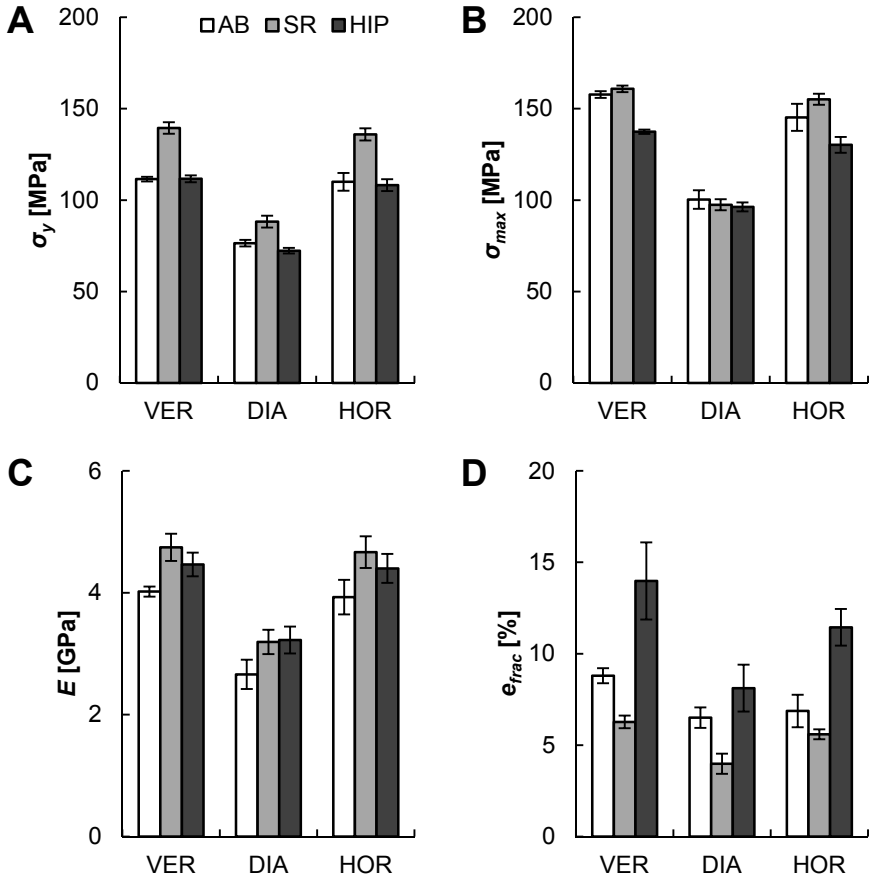 A
AB SR HIP
200
150
100
50
0
σy [MPa]
VER DIA HOR
B
200
150
100
50
0
σmax [MPa]
VER DIA HOR
C
6
4
2
0
E [GPa]
VER DIA HOR
D
20
15
10
5
0
efrac [%]
VER DIA HOR